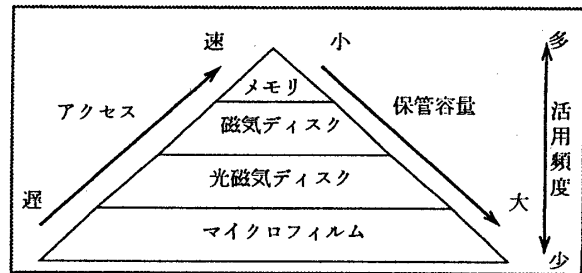 速
小
多
メモリ
アクセス
磁気ディスク
保管容量
活用頻度
光磁気ディスク
遅
大
マイクロフィルム
少